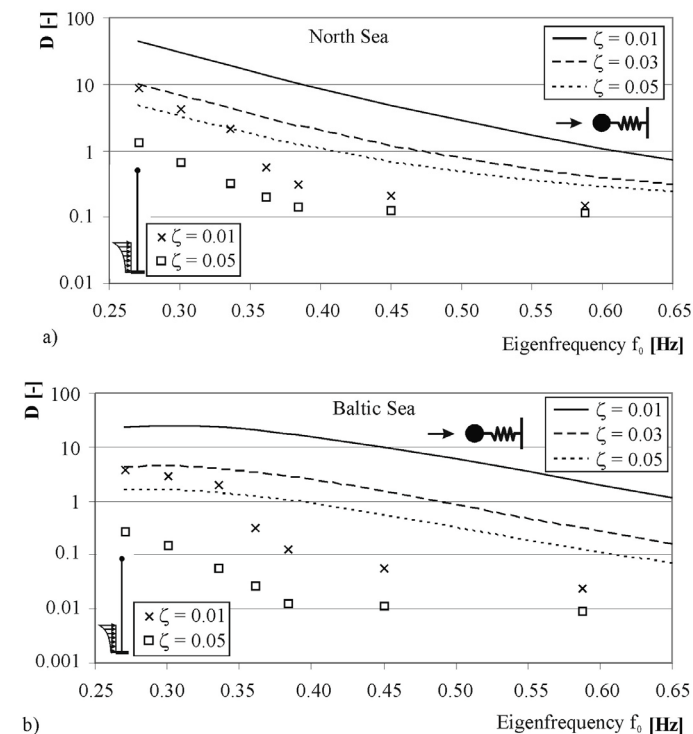 D [-]
100
10
1
0.1
0.01
North Sea
ζ = 0.01
ζ = 0.03
ζ = 0.05
ζ = 0.01
ζ = 0.05
0.25 0.30 0.35 0.40 0.45 0.50 0.55 0.60 0.65
a)
Eigenfrequency f₀ [Hz]
D [-]
100
10
1
0.1
0.01
0.001
Baltic Sea
ζ = 0.01
ζ = 0.03
ζ = 0.05
ζ = 0.01
ζ = 0.05
0.25 0.30 0.35 0.40 0.45 0.50 0.55 0.60 0.65
b)
Eigenfrequency f₀ [Hz]